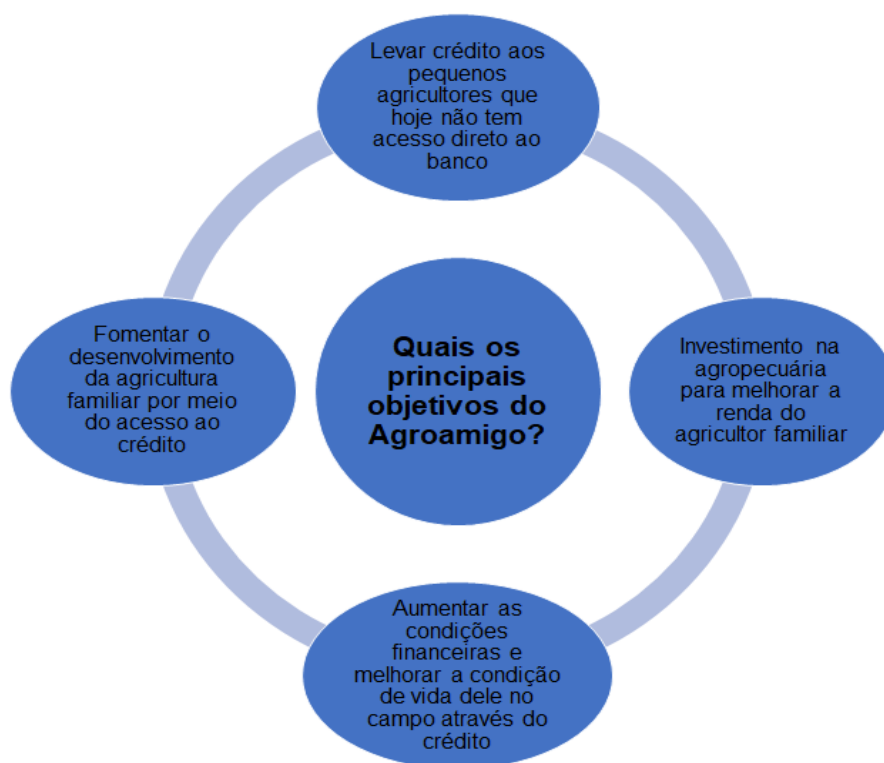 Levar crédito aos
pequenos
agricultores que
hoje não tem
acesso direto ao
banco
Fomentar o
desenvolvimento
da agricultura
familiar por meio
do acesso ao
crédito
Quais os
principais
objetivos do
Agroamigo?
Investimento na
agropecuária
para melhorar a
renda do
agricultor familiar
Aumentar as
condições
financeiras e
melhorar a condição
de vida dele no
campo através do
crédito